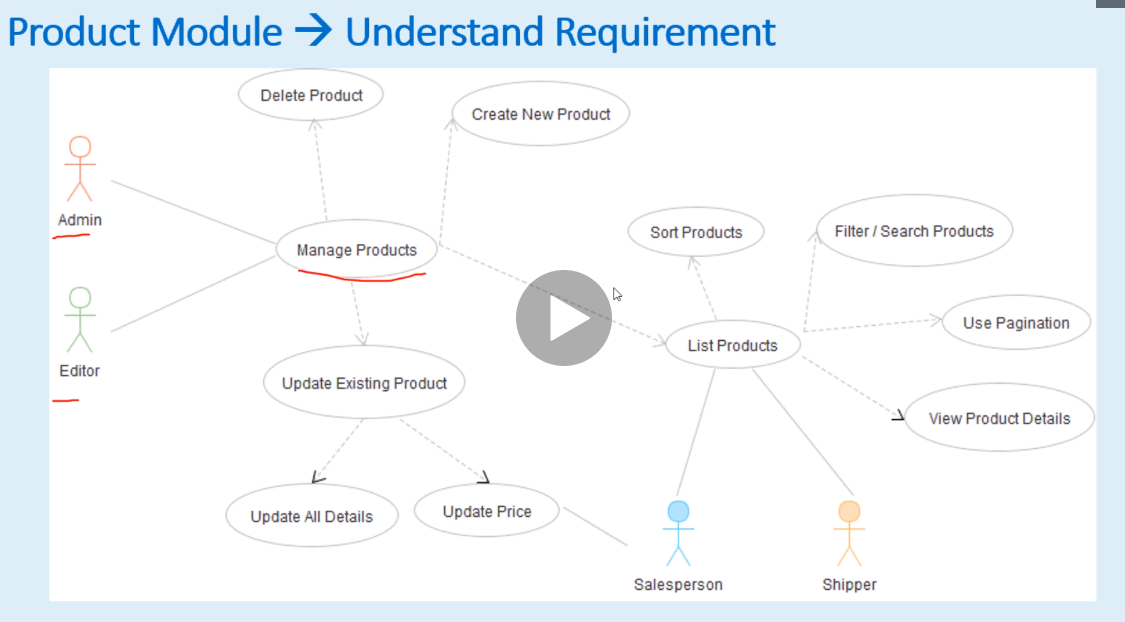 Product Module → Understand Requirement
Delete Product
Create New Product
Admin
Manage Products
Sort Products
Filter / Search Products
Use Pagination
List Products
Editor
Update Existing Product
View Product Details
Update All Details
Update Price
Salesperson
Shipper